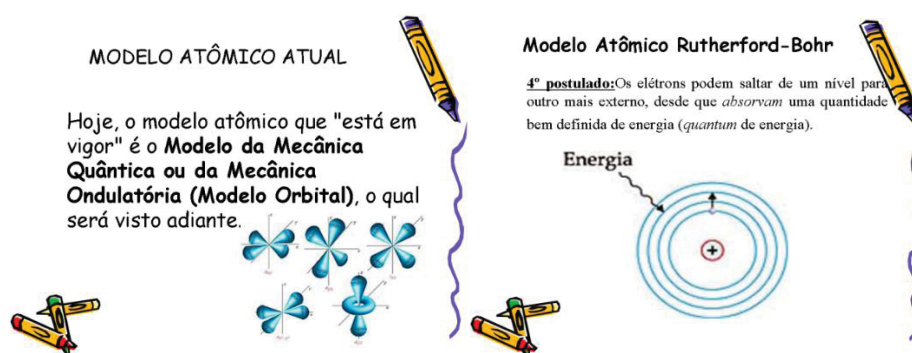 MODELO ATÔMICO ATUAL
Hoje, o modelo atômico que "está em
vigor" é o Modelo da Mecânica
Quântica ou da Mecânica
Ondulatória (Modelo Orbital), o qual
será visto adiante.
Modelo Atômico Rutherford-Bohr
4º postulado:Os elétrons podem saltar de um nível para
outro mais externo, desde que absorvam uma quantidade
bem definida de energia (quantum de energia).
Energia
+